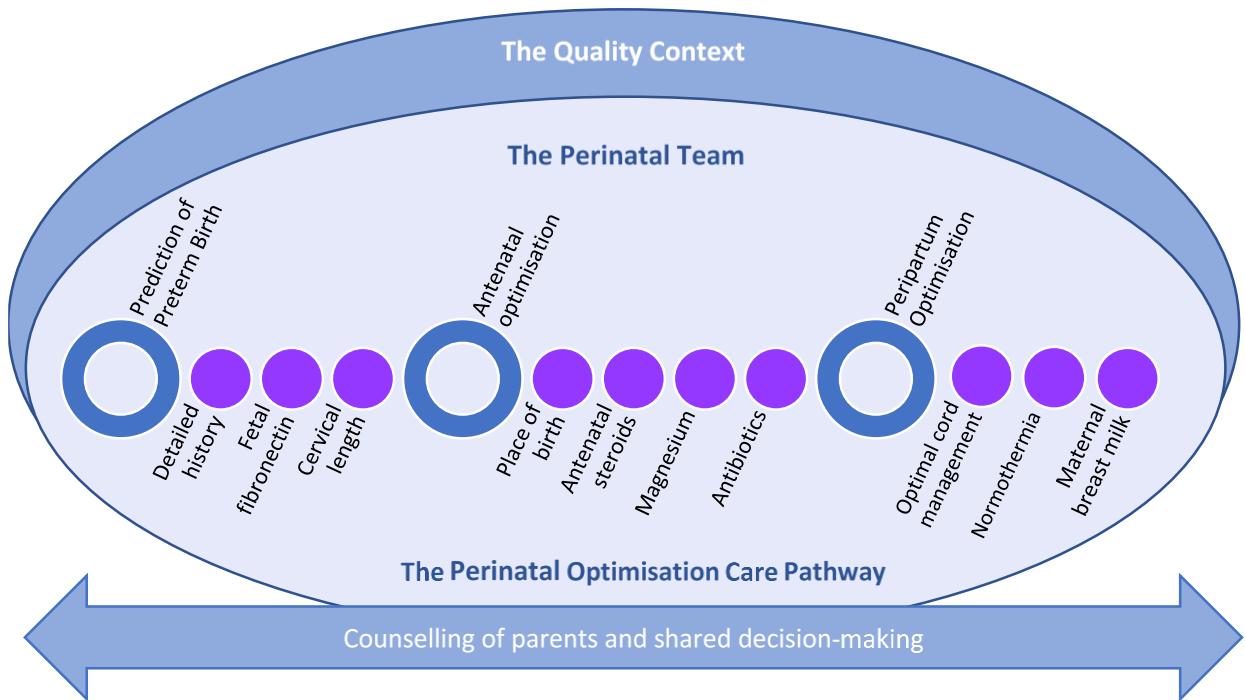 The Quality Context
The Perinatal Team
Prediction of
Preterm Birth
Detailed
history
Fetal
fibronectin
Cervical
length
Antenatal
optimisation
Place of
birth
Antenatal
steroids
Magnesium
Antibiotics
Peripartum
Optimisation
Optimal cord
management
Normothermia
Maternal
breast milk
The Perinatal Optimisation Care Pathway
Counselling of parents and shared decision-making